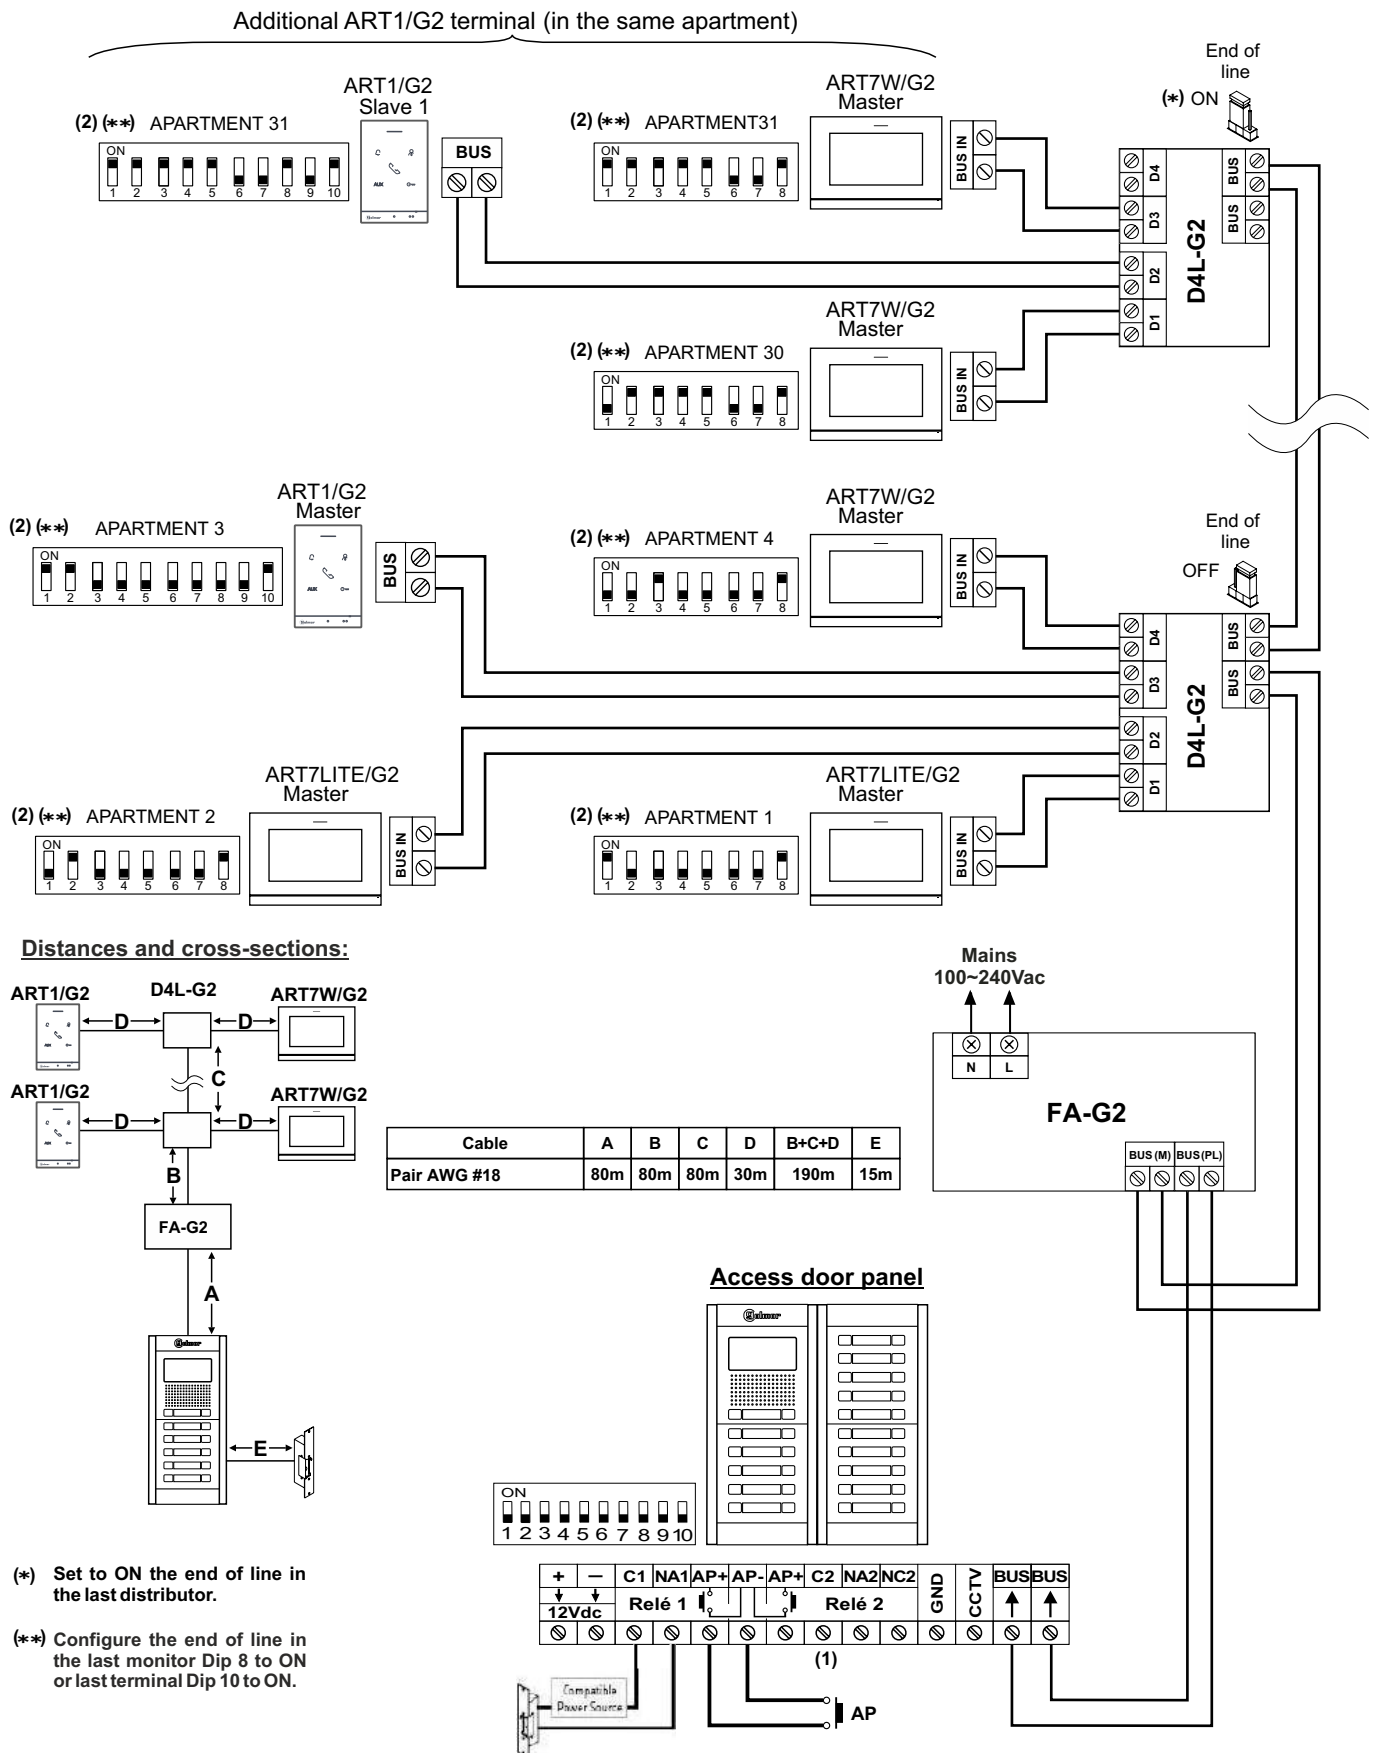 Additional ART1/G2 terminal (in the same apartment)
End of
line
(*) ON
ART1/G2
Slave 1
ART7W/G2
Master
(2) (**) APARTMENT 31
ON
1 2 3 4 5 6 7 8 9 10
AUX
Golmar
BUS
(2) (**) APARTMENT31
ON
1 2 3 4 5 6 7 8
BUS IN
D4
D3
D2
D1
D4L-G2
BUS
BUS
ART7W/G2
Master
(2) (**) APARTMENT 30
ON
1 2 3 4 5 6 7 8
BUS IN
ART1/G2
Master
(2) (**) APARTMENT 3
ON
1 2 3 4 5 6 7 8 9 10
AUX
Golmar
BUS
ART7W/G2
Master
(2) (**) APARTMENT 4
ON
1 2 3 4 5 6 7 8
BUS IN
End of
line
OFF
D4
D3
D2
D1
D4L-G2
BUS
BUS
ART7LITE/G2
Master
(2) (**) APARTMENT 2
ON
1 2 3 4 5 6 7 8
BUS IN
ART7LITE/G2
Master
(2) (**) APARTMENT 1
ON
1 2 3 4 5 6 7 8
BUS IN
Distances and cross-sections:
ART1/G2 D4L-G2 ART7W/G2
D D
C
ART1/G2 ART7W/G2
D D
B
FA-G2
A
Golmar
E
Cable A B C D B+C+D E
Pair AWG #18 80m 80m 80m 30m 190m 15m
Mains
100~240Vac
N L
FA-G2
BUS (M) BUS (PL)
Access door panel
Golmar
ON
1 2 3 4 5 6 7 8 9 10
+ − C1 NA1 AP+ AP- AP+ C2 NA2 NC2 GND CCTV BUS BUS
12Vdc Relé 1 Relé 2
(1)
Compatible
Power Source
AP
(*) Set to ON the end of line in
the last distributor.
(**) Configure the end of line in
the last monitor Dip 8 to ON
or last terminal Dip 10 to ON.